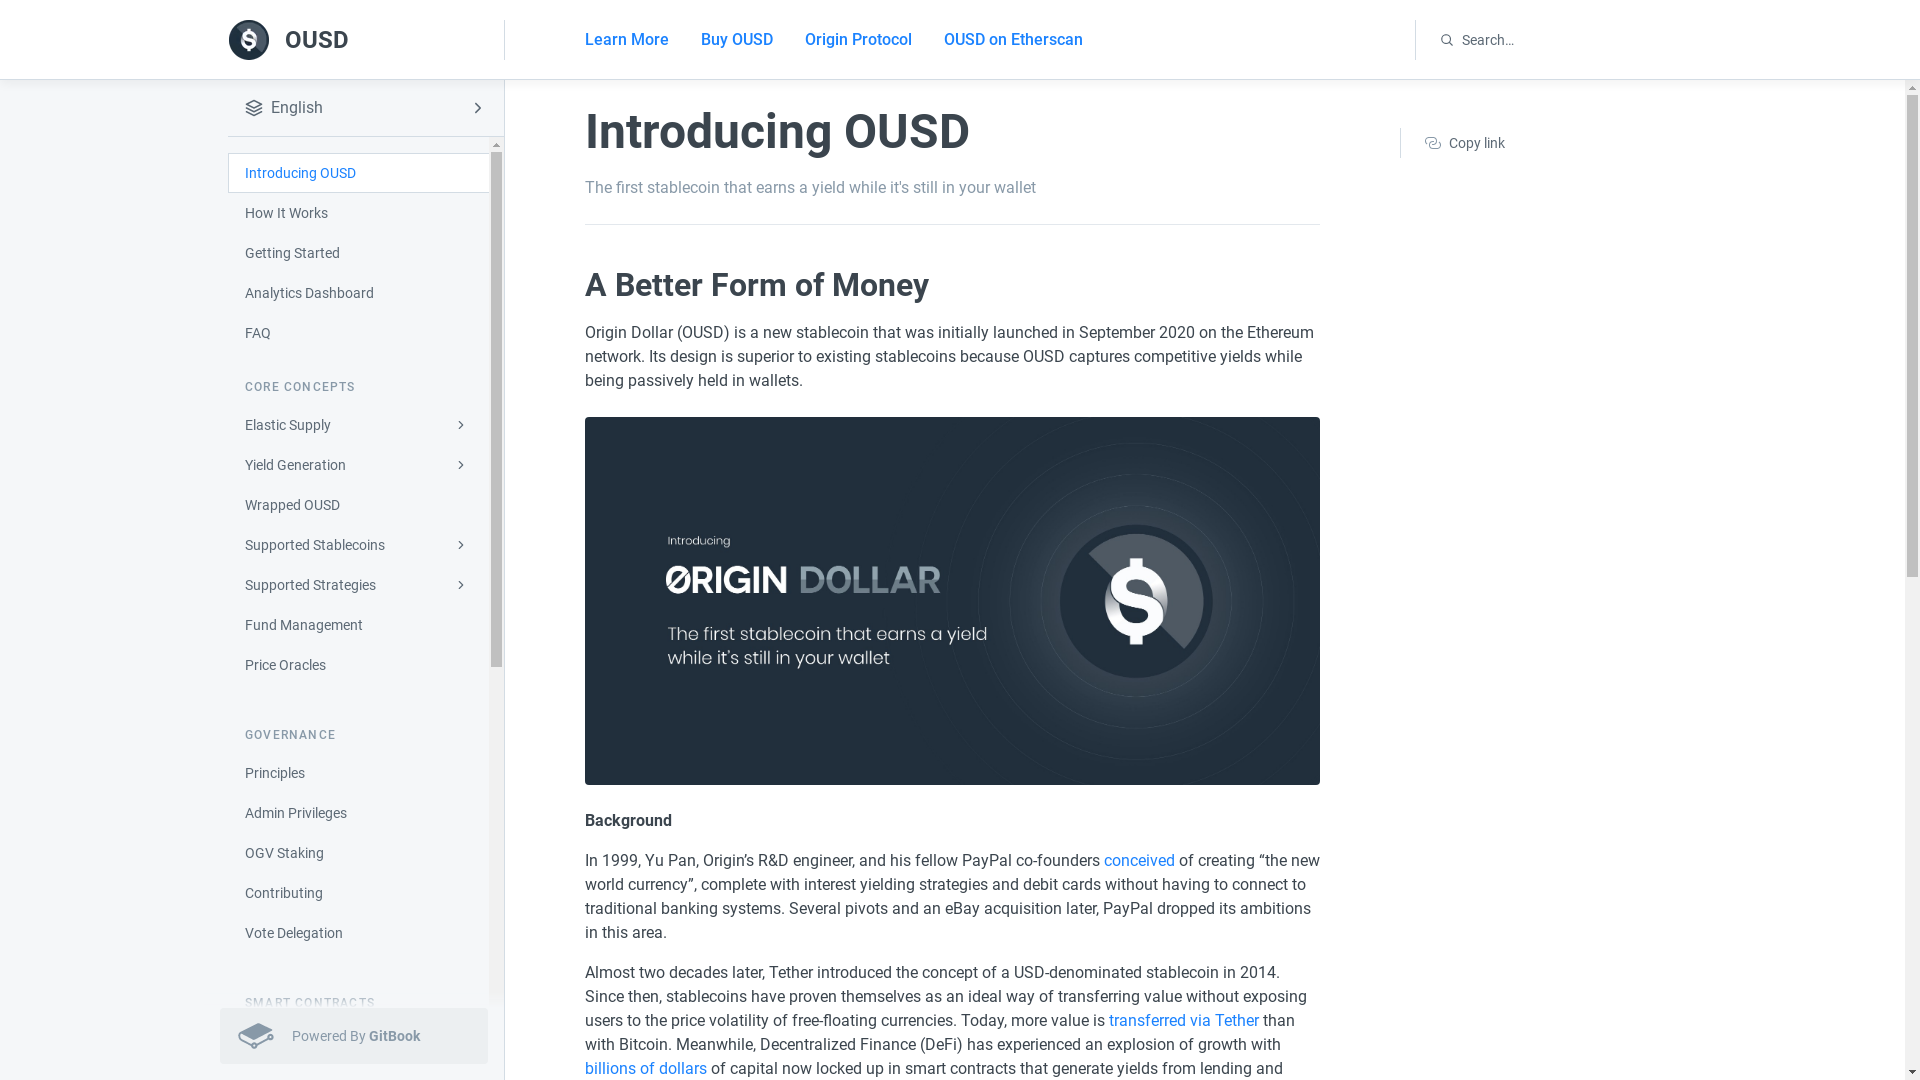 OUSD
Learn More
Buy OUSD
Origin Protocol
OUSD on Etherscan
Search…
English
Introducing OUSD
How It Works
Getting Started
Analytics Dashboard
FAQ
CORE CONCEPTS
Elastic Supply
Yield Generation
Wrapped OUSD
Supported Stablecoins
Supported Strategies
Fund Management
Price Oracles
GOVERNANCE
Principles
Admin Privileges
OGV Staking
Contributing
Vote Delegation
SMART CONTRACTS
Powered By GitBook
Introducing OUSD
Copy link
The first stablecoin that earns a yield while it's still in your wallet
A Better Form of Money
Origin Dollar (OUSD) is a new stablecoin that was initially launched in September 2020 on the Ethereum
network. Its design is superior to existing stablecoins because OUSD captures competitive yields while
being passively held in wallets.
Introducing
ORIGIN DOLLAR
The first stablecoin that earns a yield
while it's still in your wallet
Background
In 1999, Yu Pan, Origin’s R&D engineer, and his fellow PayPal co-founders conceived of creating “the new
world currency”, complete with interest yielding strategies and debit cards without having to connect to
traditional banking systems. Several pivots and an eBay acquisition later, PayPal dropped its ambitions
in this area.
Almost two decades later, Tether introduced the concept of a USD-denominated stablecoin in 2014.
Since then, stablecoins have proven themselves as an ideal way of transferring value without exposing
users to the price volatility of free-floating currencies. Today, more value is transferred via Tether than
with Bitcoin. Meanwhile, Decentralized Finance (DeFi) has experienced an explosion of growth with
billions of dollars of capital now locked up in smart contracts that generate yields from lending and